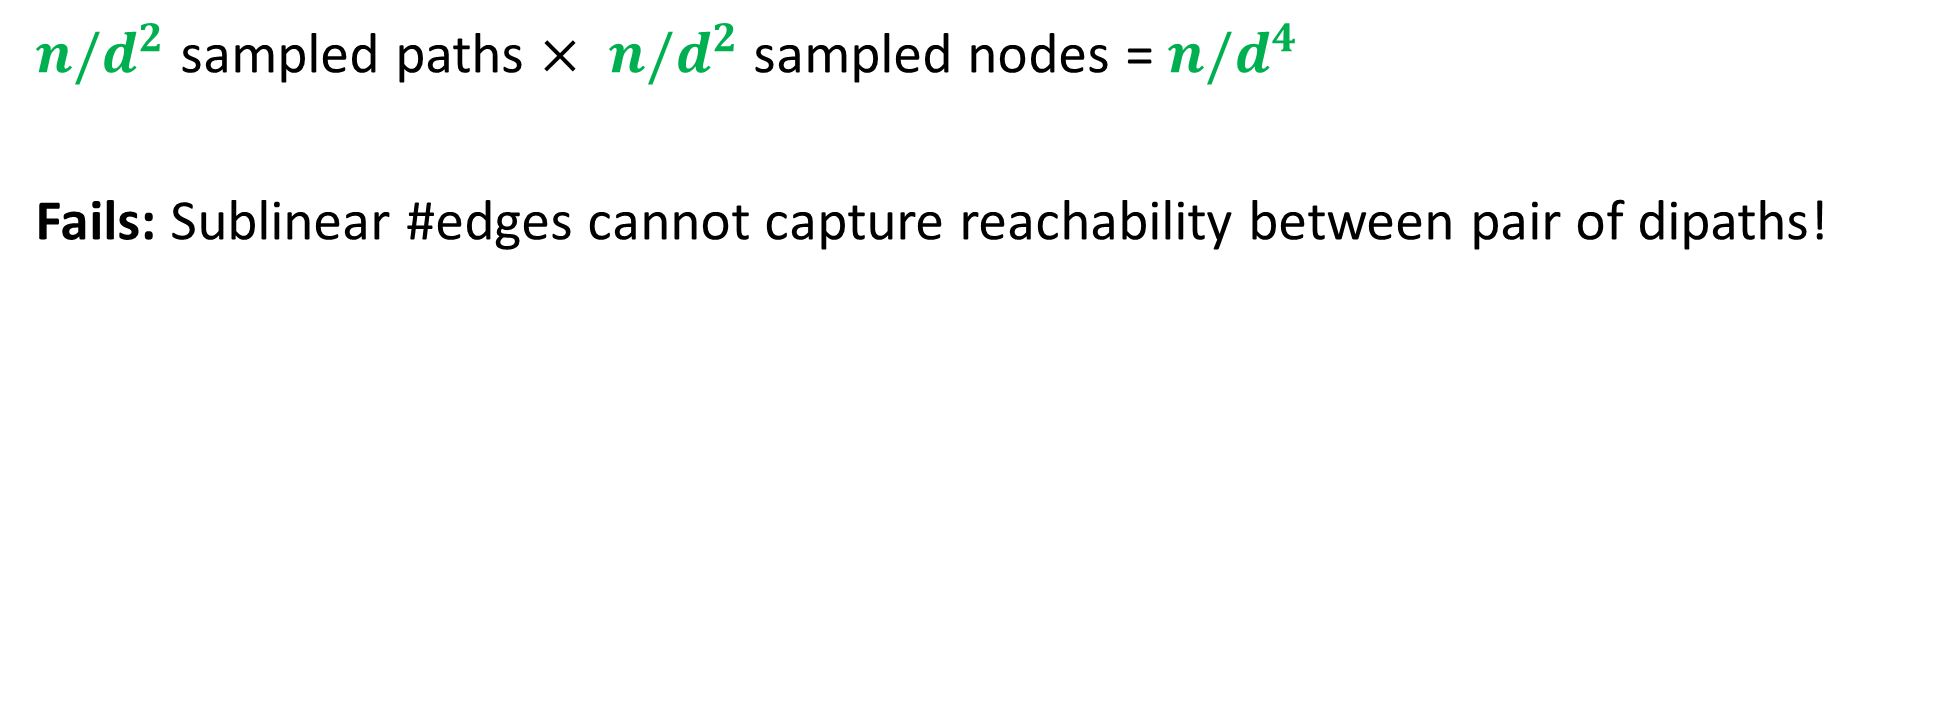 n/d² sampled paths × n/d² sampled nodes = n/d⁴
Fails: Sublinear #edges cannot capture reachability between pair of dipaths!